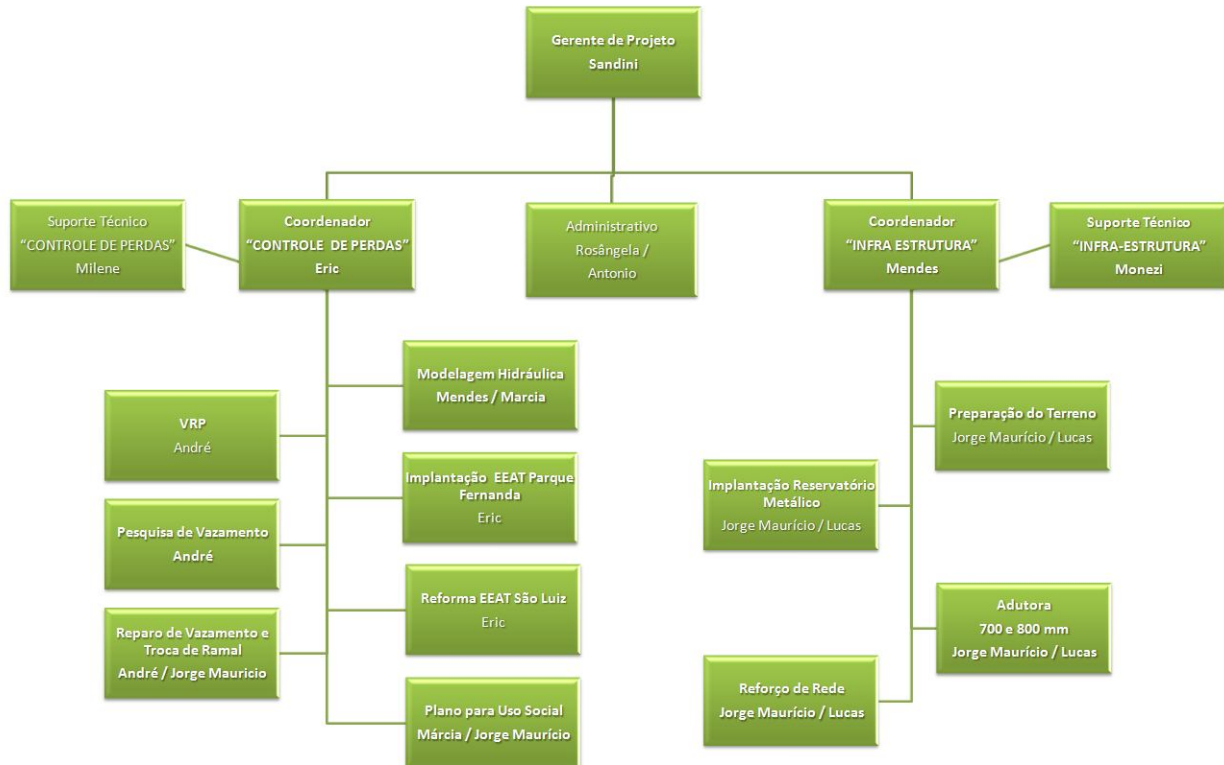 Gerente de Projeto
Sandini
Suporte Técnico
“CONTROLE DE PERDAS”
Milene
Coordenador
“CONTROLE DE PERDAS”
Eric
Administrativo
Rosângela /
Antonio
Coordenador
“INFRA ESTRUTURA”
Mendes
Suporte Técnico
“INFRA-ESTRUTURA”
Monezi
Modelagem Hidráulica
Mendes / Marcia
VRP
André
Implantação EEAT Parque
Fernanda
Eric
Pesquisa de Vazamento
André
Reforma EEAT São Luiz
Eric
Reparo de Vazamento e
Troca de Ramal
André / Jorge Mauricio
Plano para Uso Social
Márcia / Jorge Maurício
Preparação do Terreno
Jorge Maurício / Lucas
Implantação Reservatório
Metálico
Jorge Maurício / Lucas
Adutora
700 e 800 mm
Jorge Maurício / Lucas
Reforço de Rede
Jorge Maurício / Lucas